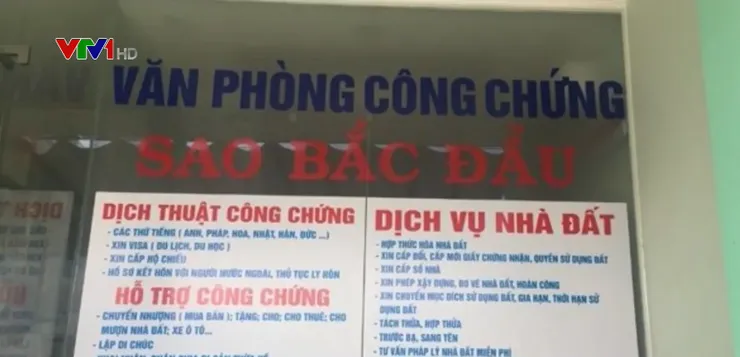 VTV1 HD
VĂN PHÒNG CÔNG CHỨNG
SAO BẮC ĐẨU
DỊCH THUẬT CÔNG CHỨNG
- CÁC THỨ TIẾNG ( ANH, PHÁP, HOA, NHẬT, HÀN, ĐỨC ...)
- XIN VISA ( DU LỊCH, DU HỌC )
- XIN CẤP HỘ CHIẾU
- HỒ SƠ KẾT HÔN VỚI NGƯỜI NƯỚC NGOÀI, THỦ TỤC LY HÔN
HỖ TRỢ CÔNG CHỨNG
- CHUYỂN NHƯỢNG ( MUA BÁN ); TẶNG; CHO; CHO THUÊ; CHO
MƯỢN NHÀ ĐẤT; XE Ô TÔ...
- LẬP DI CHÚC
DỊCH VỤ NHÀ ĐẤT
- HỢP THỨC HÓA NHÀ ĐẤT
- XIN CẤP ĐỔI, CẤP MỚI GIẤY CHỨNG NHẬN, QUYỀN SỬ DỤNG ĐẤT
- XIN CẤP SỐ NHÀ
- XIN PHÉP XÂY DỰNG, ĐO VẼ NHÀ ĐẤT, HOÀN CÔNG
- XIN CHUYỂN MỤC ĐÍCH SỬ DỤNG ĐẤT, GIA HẠN, THỜI HẠN SỬ
DỤNG ĐẤT
- TÁCH THỬA, HỢP THỬA
- TRƯỚC BẠ, SANG TÊN
- TƯ VẤN PHÁP LÝ NHÀ ĐẤT MIỄN PHÍ